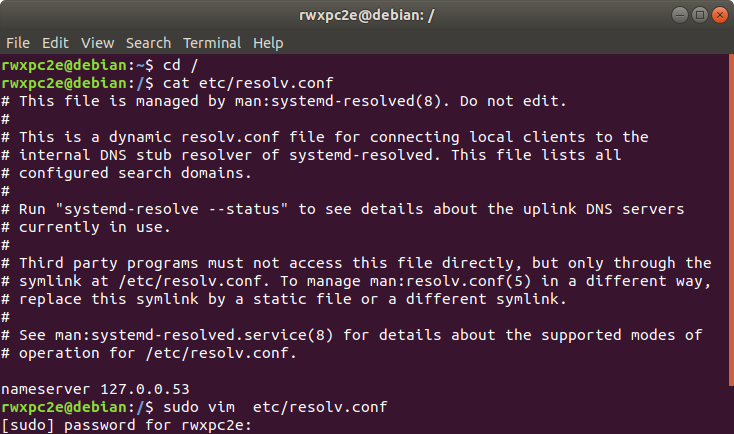 rwxpc2e@debian: /
File Edit View Search Terminal Help
rwxpc2e@debian:~$ cd /
rwxpc2e@debian:/$ cat etc/resolv.conf
# This file is managed by man:systemd-resolved(8). Do not edit.
#
# This is a dynamic resolv.conf file for connecting local clients to the
# internal DNS stub resolver of systemd-resolved. This file lists all
# configured search domains.
#
# Run "systemd-resolve --status" to see details about the uplink DNS servers
# currently in use.
#
# Third party programs must not access this file directly, but only through the
# symlink at /etc/resolv.conf. To manage man:resolv.conf(5) in a different way,
# replace this symlink by a static file or a different symlink.
#
# See man:systemd-resolved.service(8) for details about the supported modes of
# operation for /etc/resolv.conf.

nameserver 127.0.0.53
rwxpc2e@debian:/$ sudo vim  etc/resolv.conf
[sudo] password for rwxpc2e: